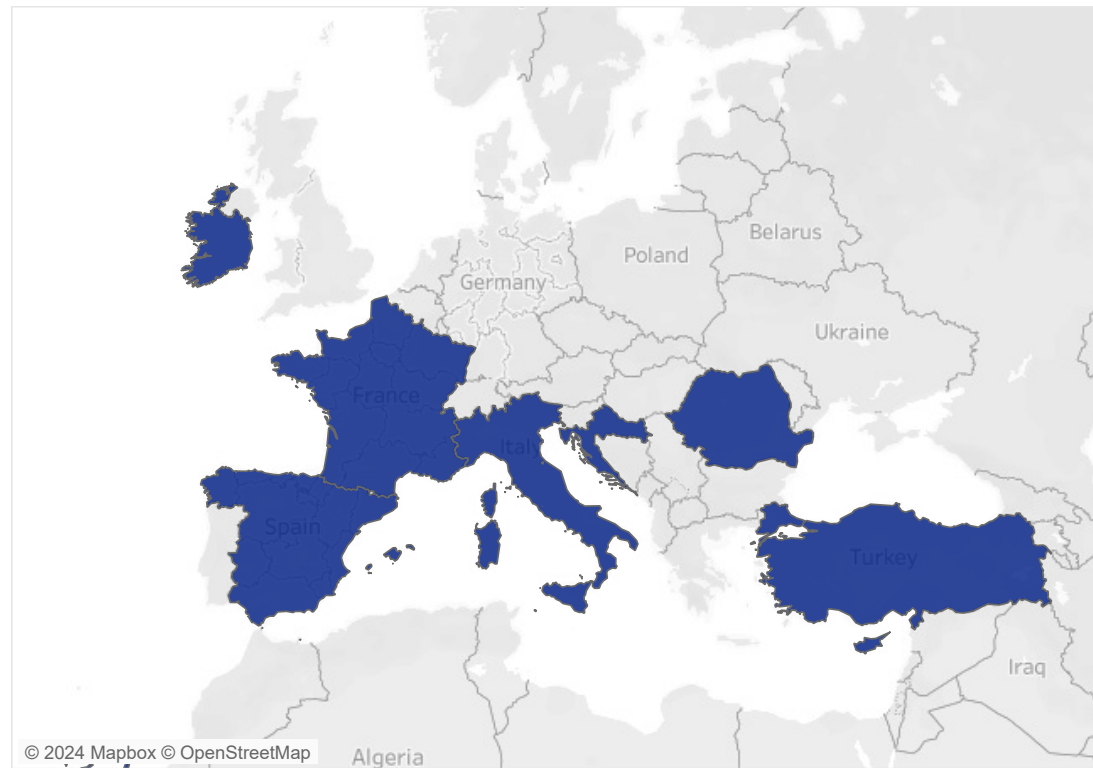 Belarus
Poland
Germany
Ukraine
France
Italy
Spain
Turkey
Iraq
Algeria
© 2024 Mapbox © OpenStreetMap